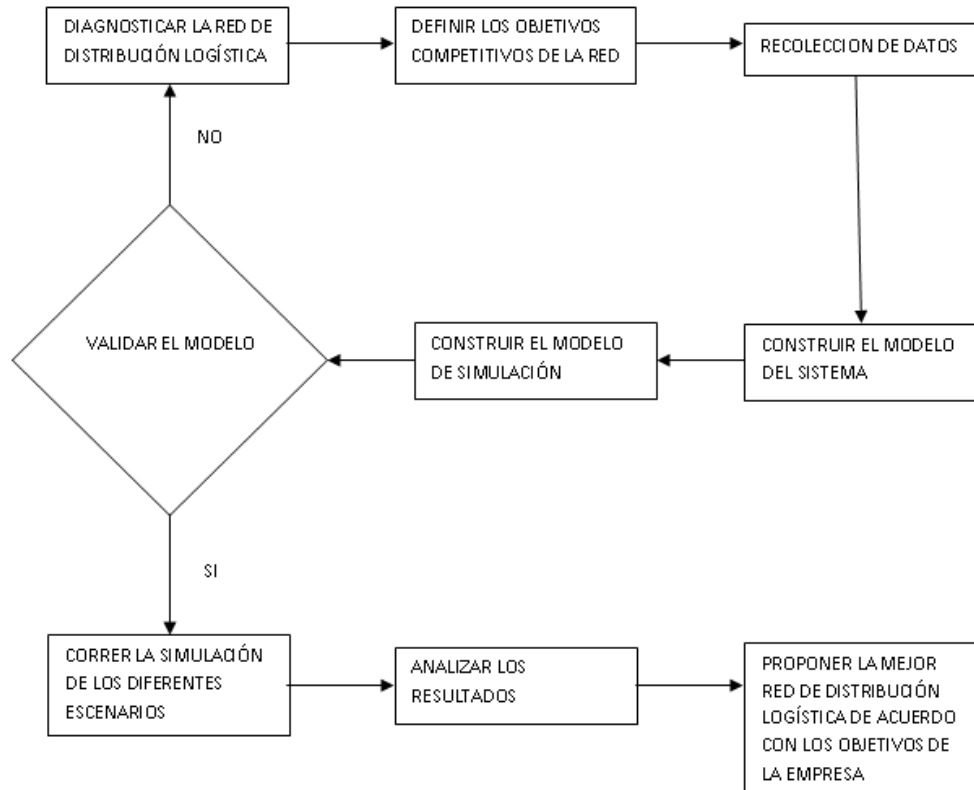 DIAGNOSTICAR LA RED DE
DISTRIBUCIÓN LOGÍSTICA
DEFINIR LOS OBJETIVOS
COMPETITIVOS DE LA RED
RECOLECCION DE DATOS
NO
VALIDAR EL MODELO
CONSTRUIR EL MODELO
DE SIMULACIÓN
CONSTRUIR EL MODELO
DEL SISTEMA
SI
CORRER LA SIMULACIÓN
DE LOS DIFERENTES
ESCENARIOS
ANALIZAR LOS
RESULTADOS
PROPONER LA MEJOR
RED DE DISTRIBUCIÓN
LOGÍSTICA DE ACUERDO
CON LOS OBJETIVOS DE
LA EMPRESA